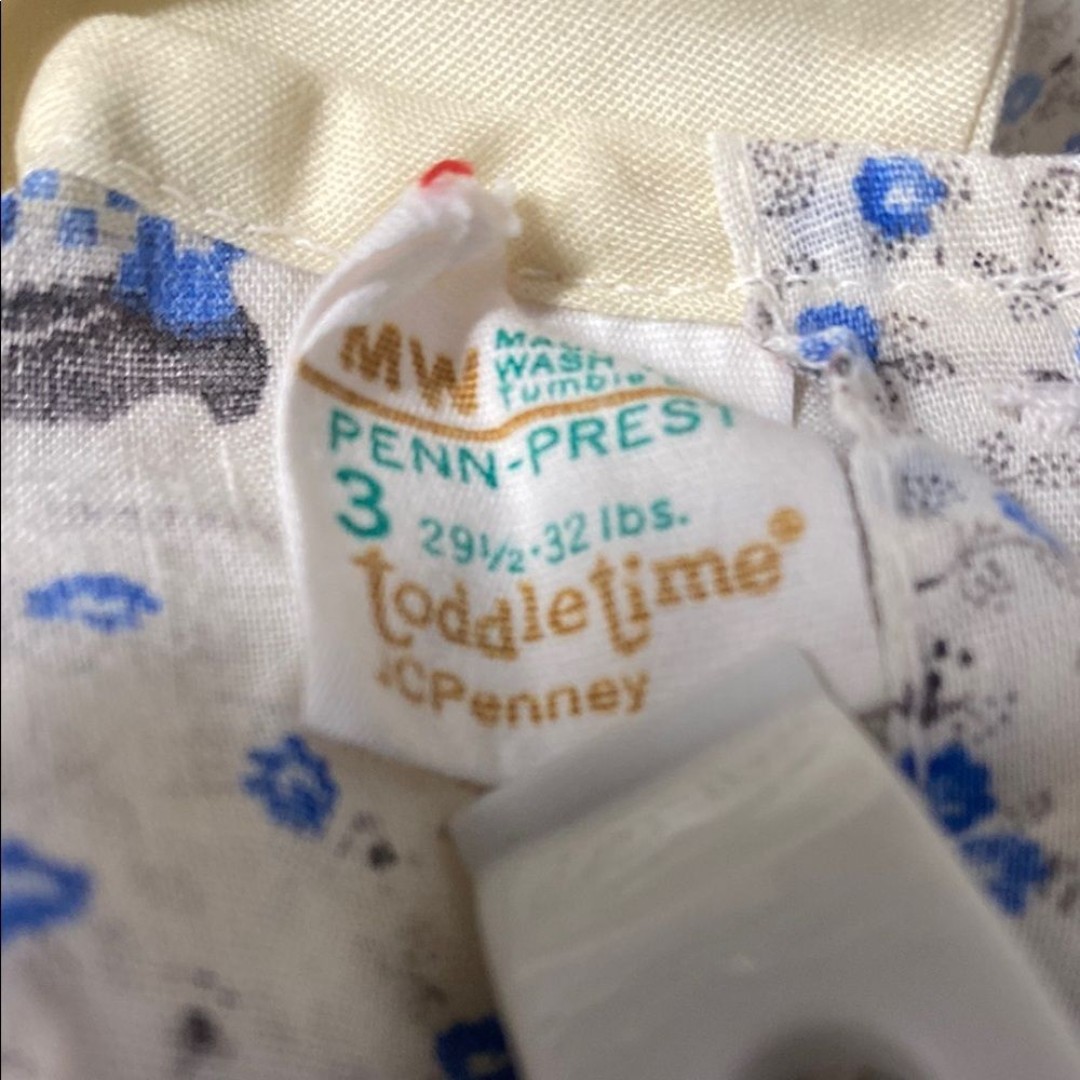 MW
WASH
PENN-PREST
3 29½-32 lbs.
toddletime®
JCPenney